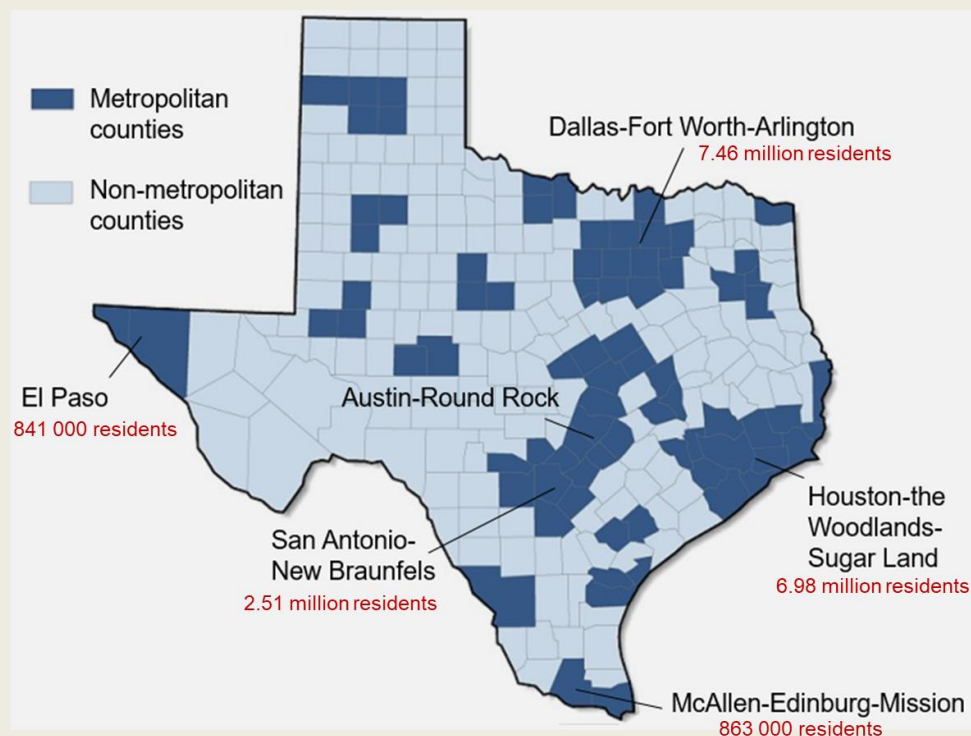 Metropolitan
counties
Non-metropolitan
counties
Dallas-Fort Worth-Arlington
7.46 million residents
El Paso
841 000 residents
Austin-Round Rock
San Antonio-
New Braunfels
2.51 million residents
Houston-the
Woodlands-
Sugar Land
6.98 million residents
McAllen-Edinburg-Mission
863 000 residents